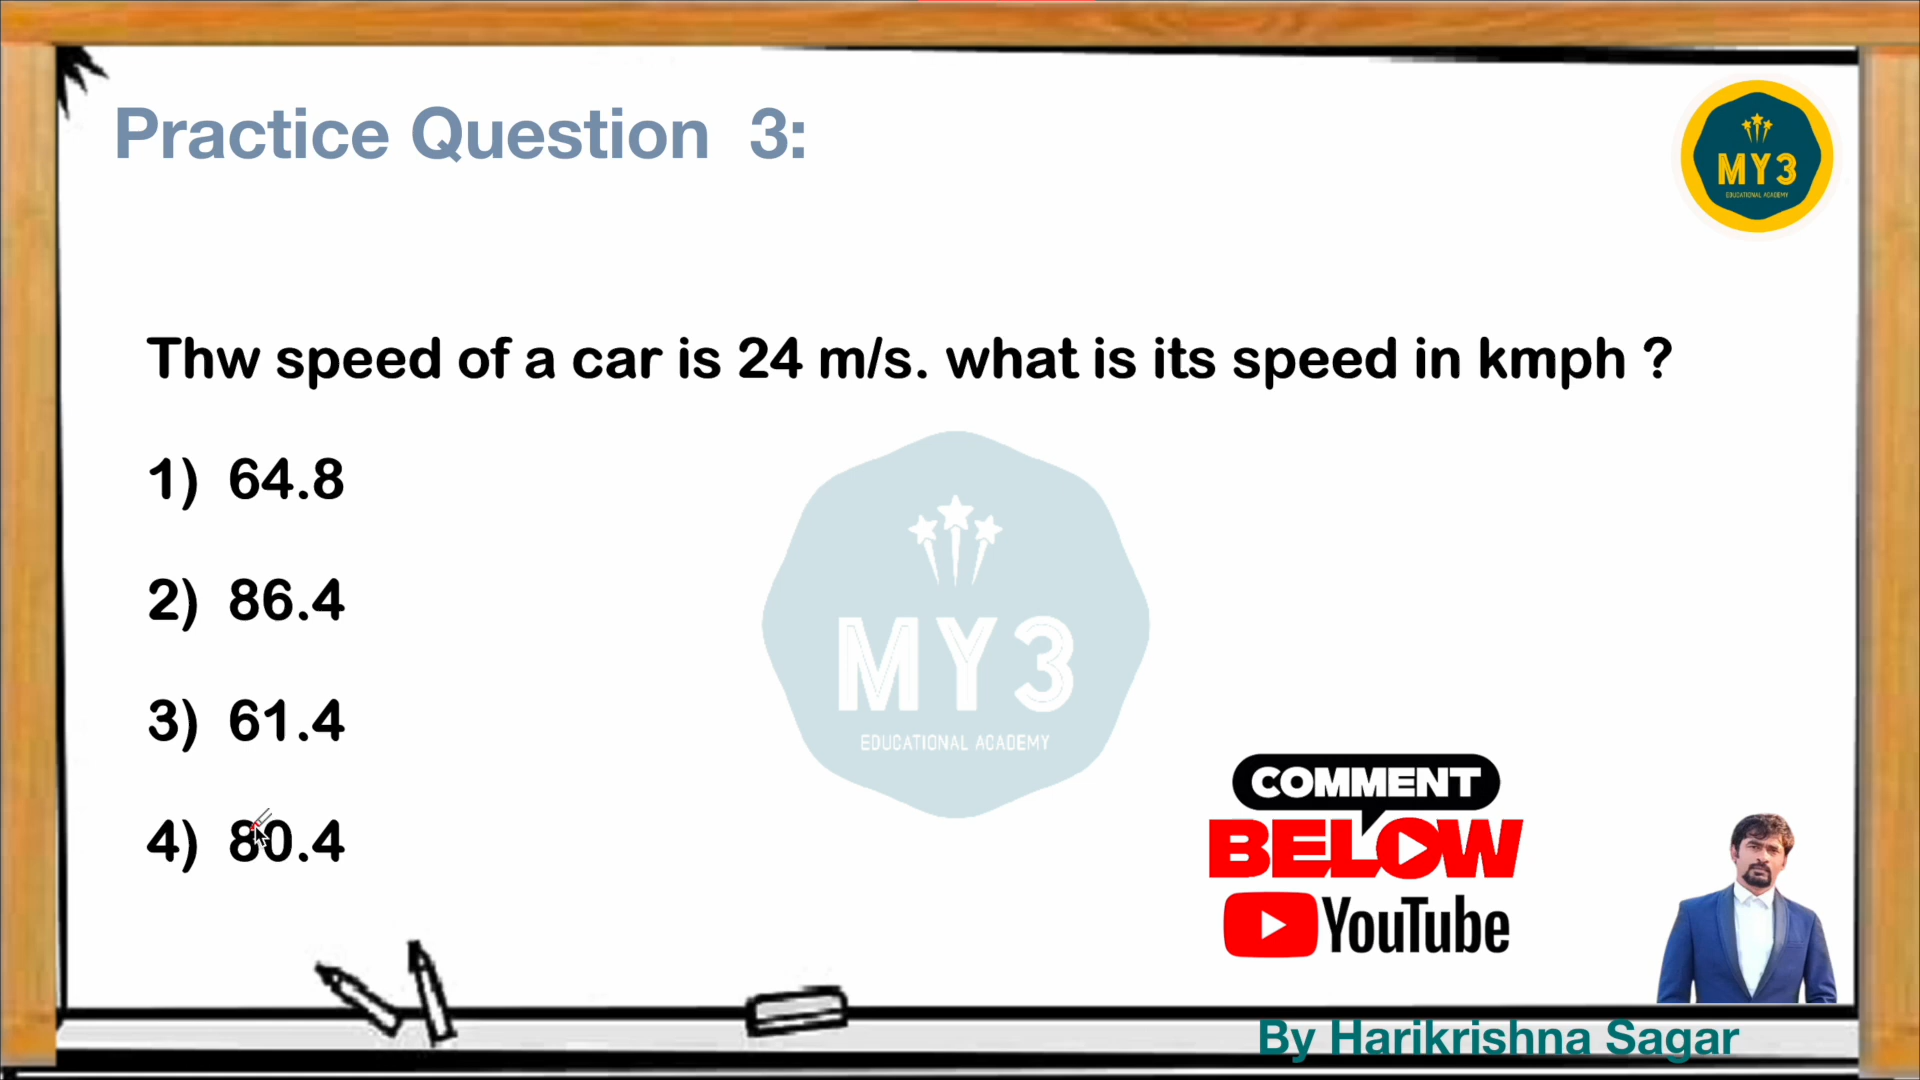 Practice Question 3:
MY3
EDUCATIONAL ACADEMY
Thw speed of a car is 24 m/s. what is its speed in kmph ?
1) 64.8
2) 86.4
3) 61.4
4) 80.4
MY3
EDUCATIONAL ACADEMY
COMMENT
BELOW
YouTube
By Harikrishna Sagar